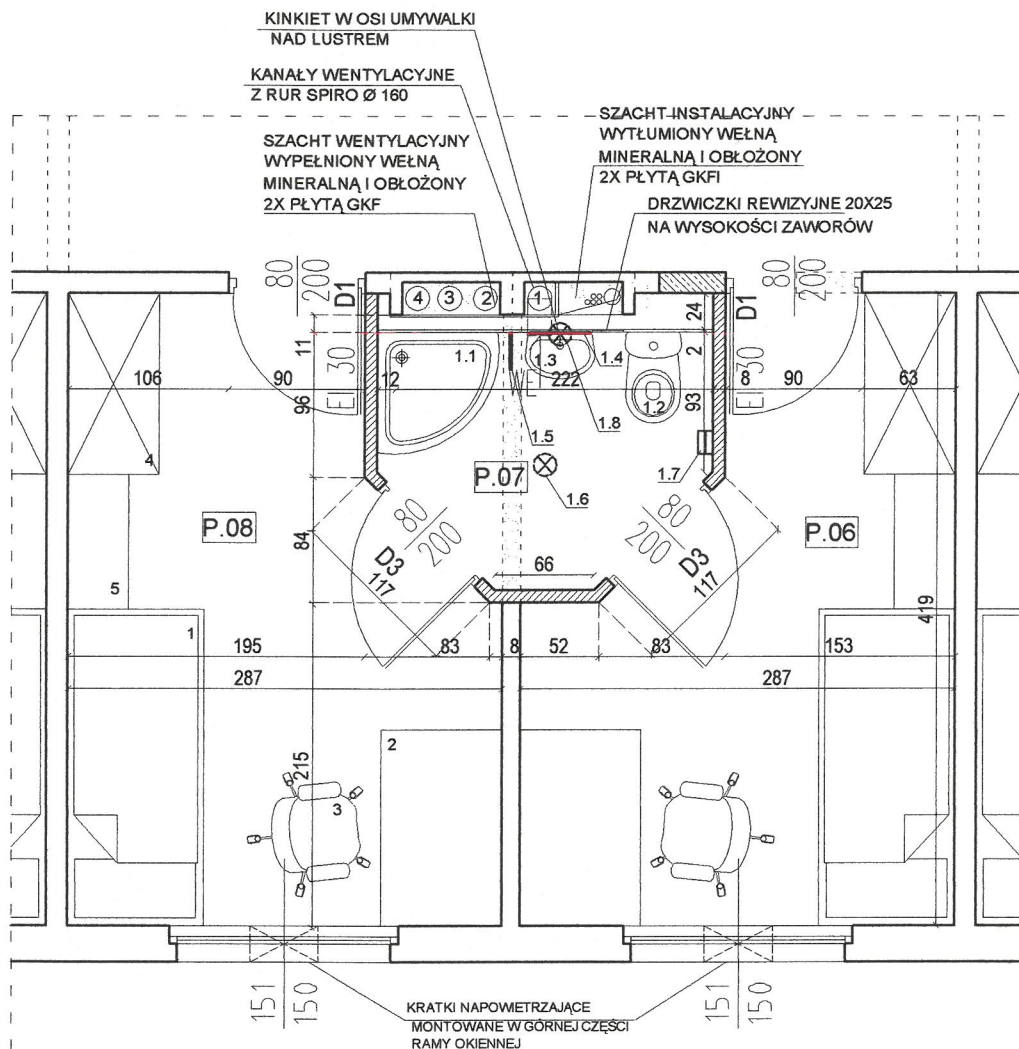 KINKIET W OSI UMYWALKI
NAD LUSTREM
KANAŁY WENTYLACYJNE
Z RUR SPIRO Ø 160
SZACHT WENTYLACYJNY
WYPEŁNIONY WEŁNĄ
MINERALNĄ I OBŁOŻONY
2X PŁYTĄ GKF
SZACHT INSTALACYJNY
WYTŁUMIONY WEŁNĄ
MINERALNĄ I OBŁOŻONY
2X PŁYTĄ GKFI
DRZWICZKI REWIZYJNE 20X25
NA WYSOKOŚCI ZAWORÓW
80
200
D1
EI 30
4
3
2
1
80
200
D1
EI 30
24
2
93
11
96
84
215
106
90
12
222
8
90
63
1.1
1.2
1.3
1.4
1.5
1.6
1.7
1.8
P.07
P.08
P.06
4
5
1
80
200
D3
117
80
200
D3
117
66
419
195
83
8
52
83
153
287
287
2
3
151
150
151
150
KRATKI NAPOWIETRZAJĄCE
MONTOWANE W GÓRNEJ CZĘŚCI
RAMY OKIENNEJ